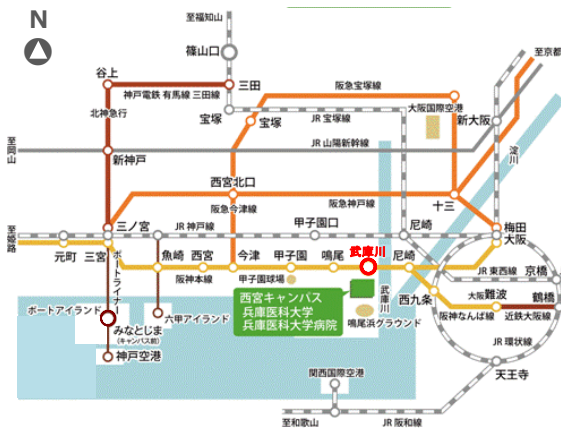 N
至福知山
篠山口
至京都
谷上
三田
阪急宝塚線
神戸電鉄 有馬線 三田線
大阪国際空港
北神急行
宝塚
宝塚
JR 宝塚線
新大阪
至岡山
JR 山陽新幹線
淀川
新神戸
西宮北口
十三
阪急今津線
阪急神戸線
至姫路
三ノ宮
JR 神戸線
甲子園口
尼崎
梅田
大阪
武庫川
元町
三宮
魚崎
西宮
今津
甲子園
鳴尾
尼崎
JR 東西線
京橋
ポートライナー
阪神本線
甲子園球場
武庫川
西九条
大阪難波
鶴橋
西宮キャンパス
兵庫医科大学
兵庫医科大学病院
阪神なんば線
近鉄大阪線
ポートアイランド
みなとじま
(キャンパス前)
六甲アイランド
鳴尾浜グラウンド
JR 環状線
神戸空港
関西国際空港
天王寺
至和歌山
JR 阪和線